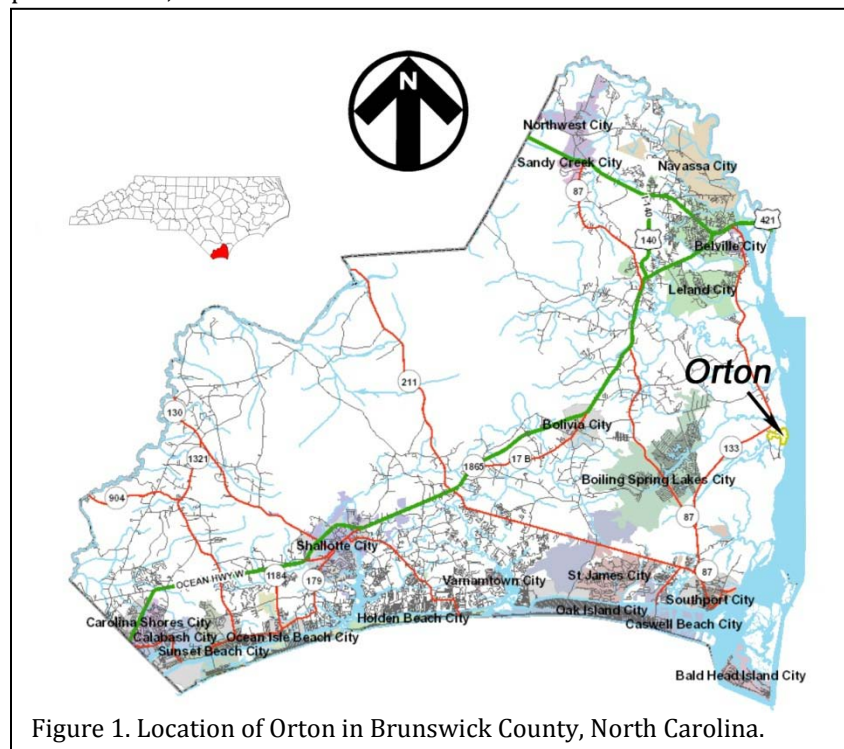 N
Northwest City
Sandy Creek City
Navassa City
87
I-140
421
140
Belville City
Leland City
Orton
211
130
Bolivia City
133
1321
1865
17 B
Boiling Spring Lakes City
904
87
Shallotte City
OCEAN HWY W
1184
179
Varnamtown City
St James City
87
Southport City
Carolina Shores City
Holden Beach City
Oak Island City
Calabash City
Ocean Isle Beach City
Caswell Beach City
Sunset Beach City
Bald Head Island City
Figure 1. Location of Orton in Brunswick County, North Carolina.